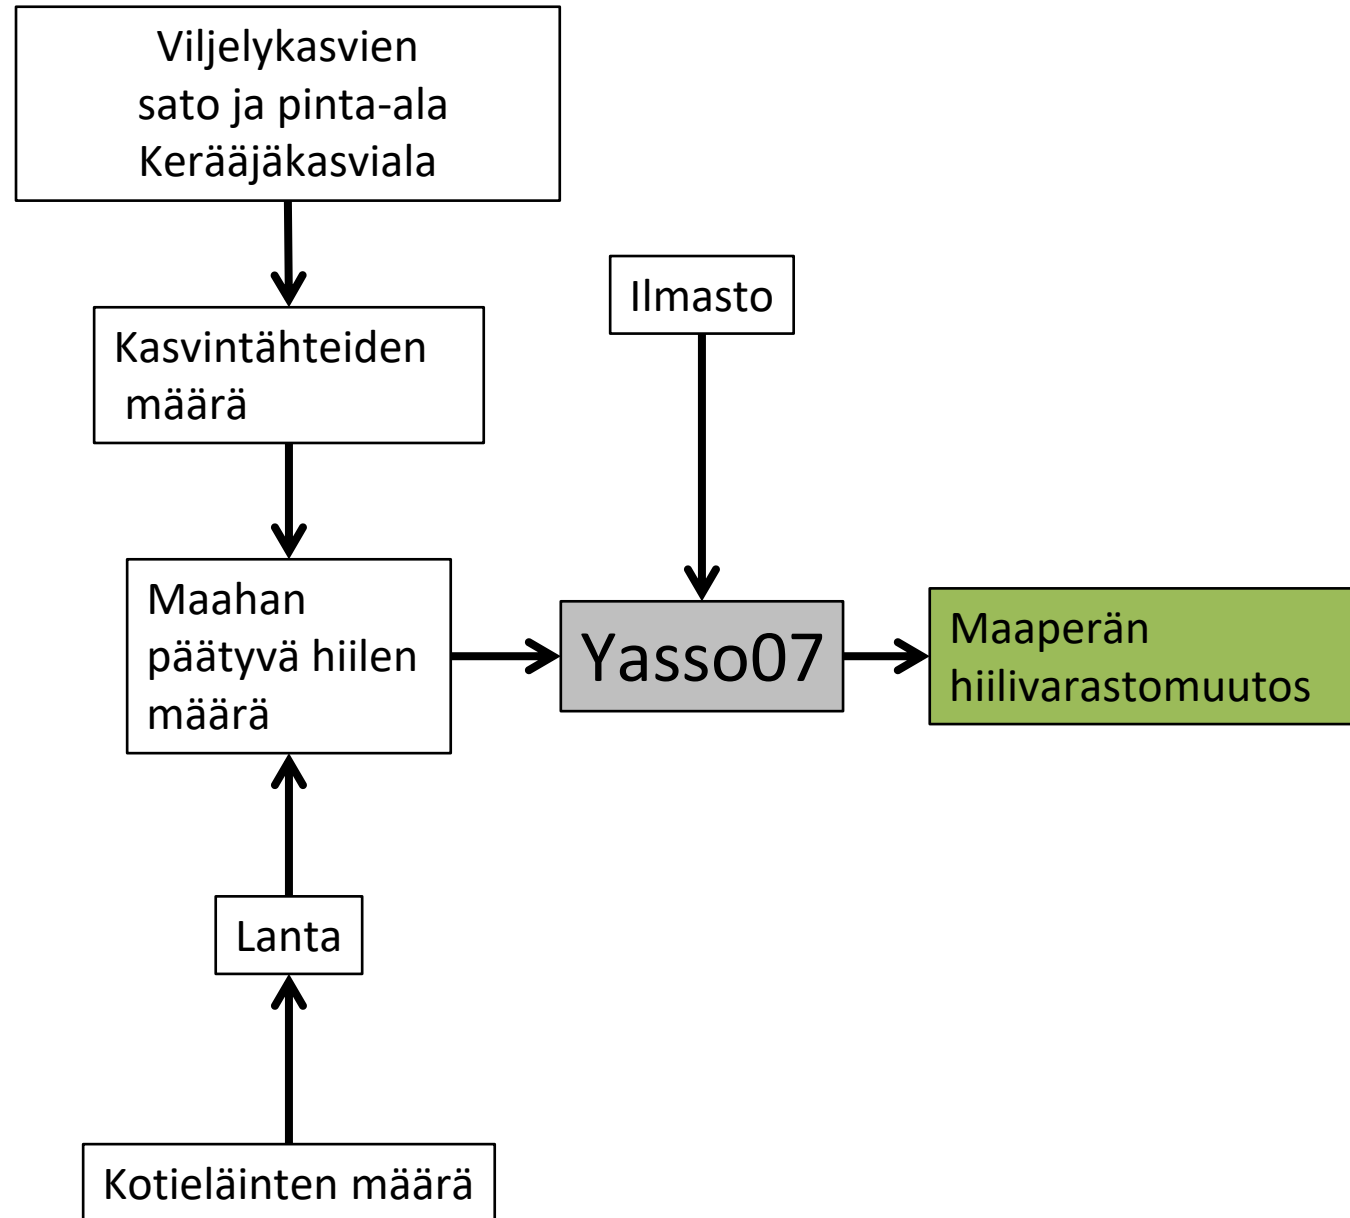 Viljelykasvien
sato ja pinta-ala
Kerääjäkasviala
Kasvintähteiden
määrä
Ilmasto
Maahan
päätyvä hiilen
määrä
Yasso07
Maaperän
hiilivarastomuutos
Lanta
Kotieläinten määrä